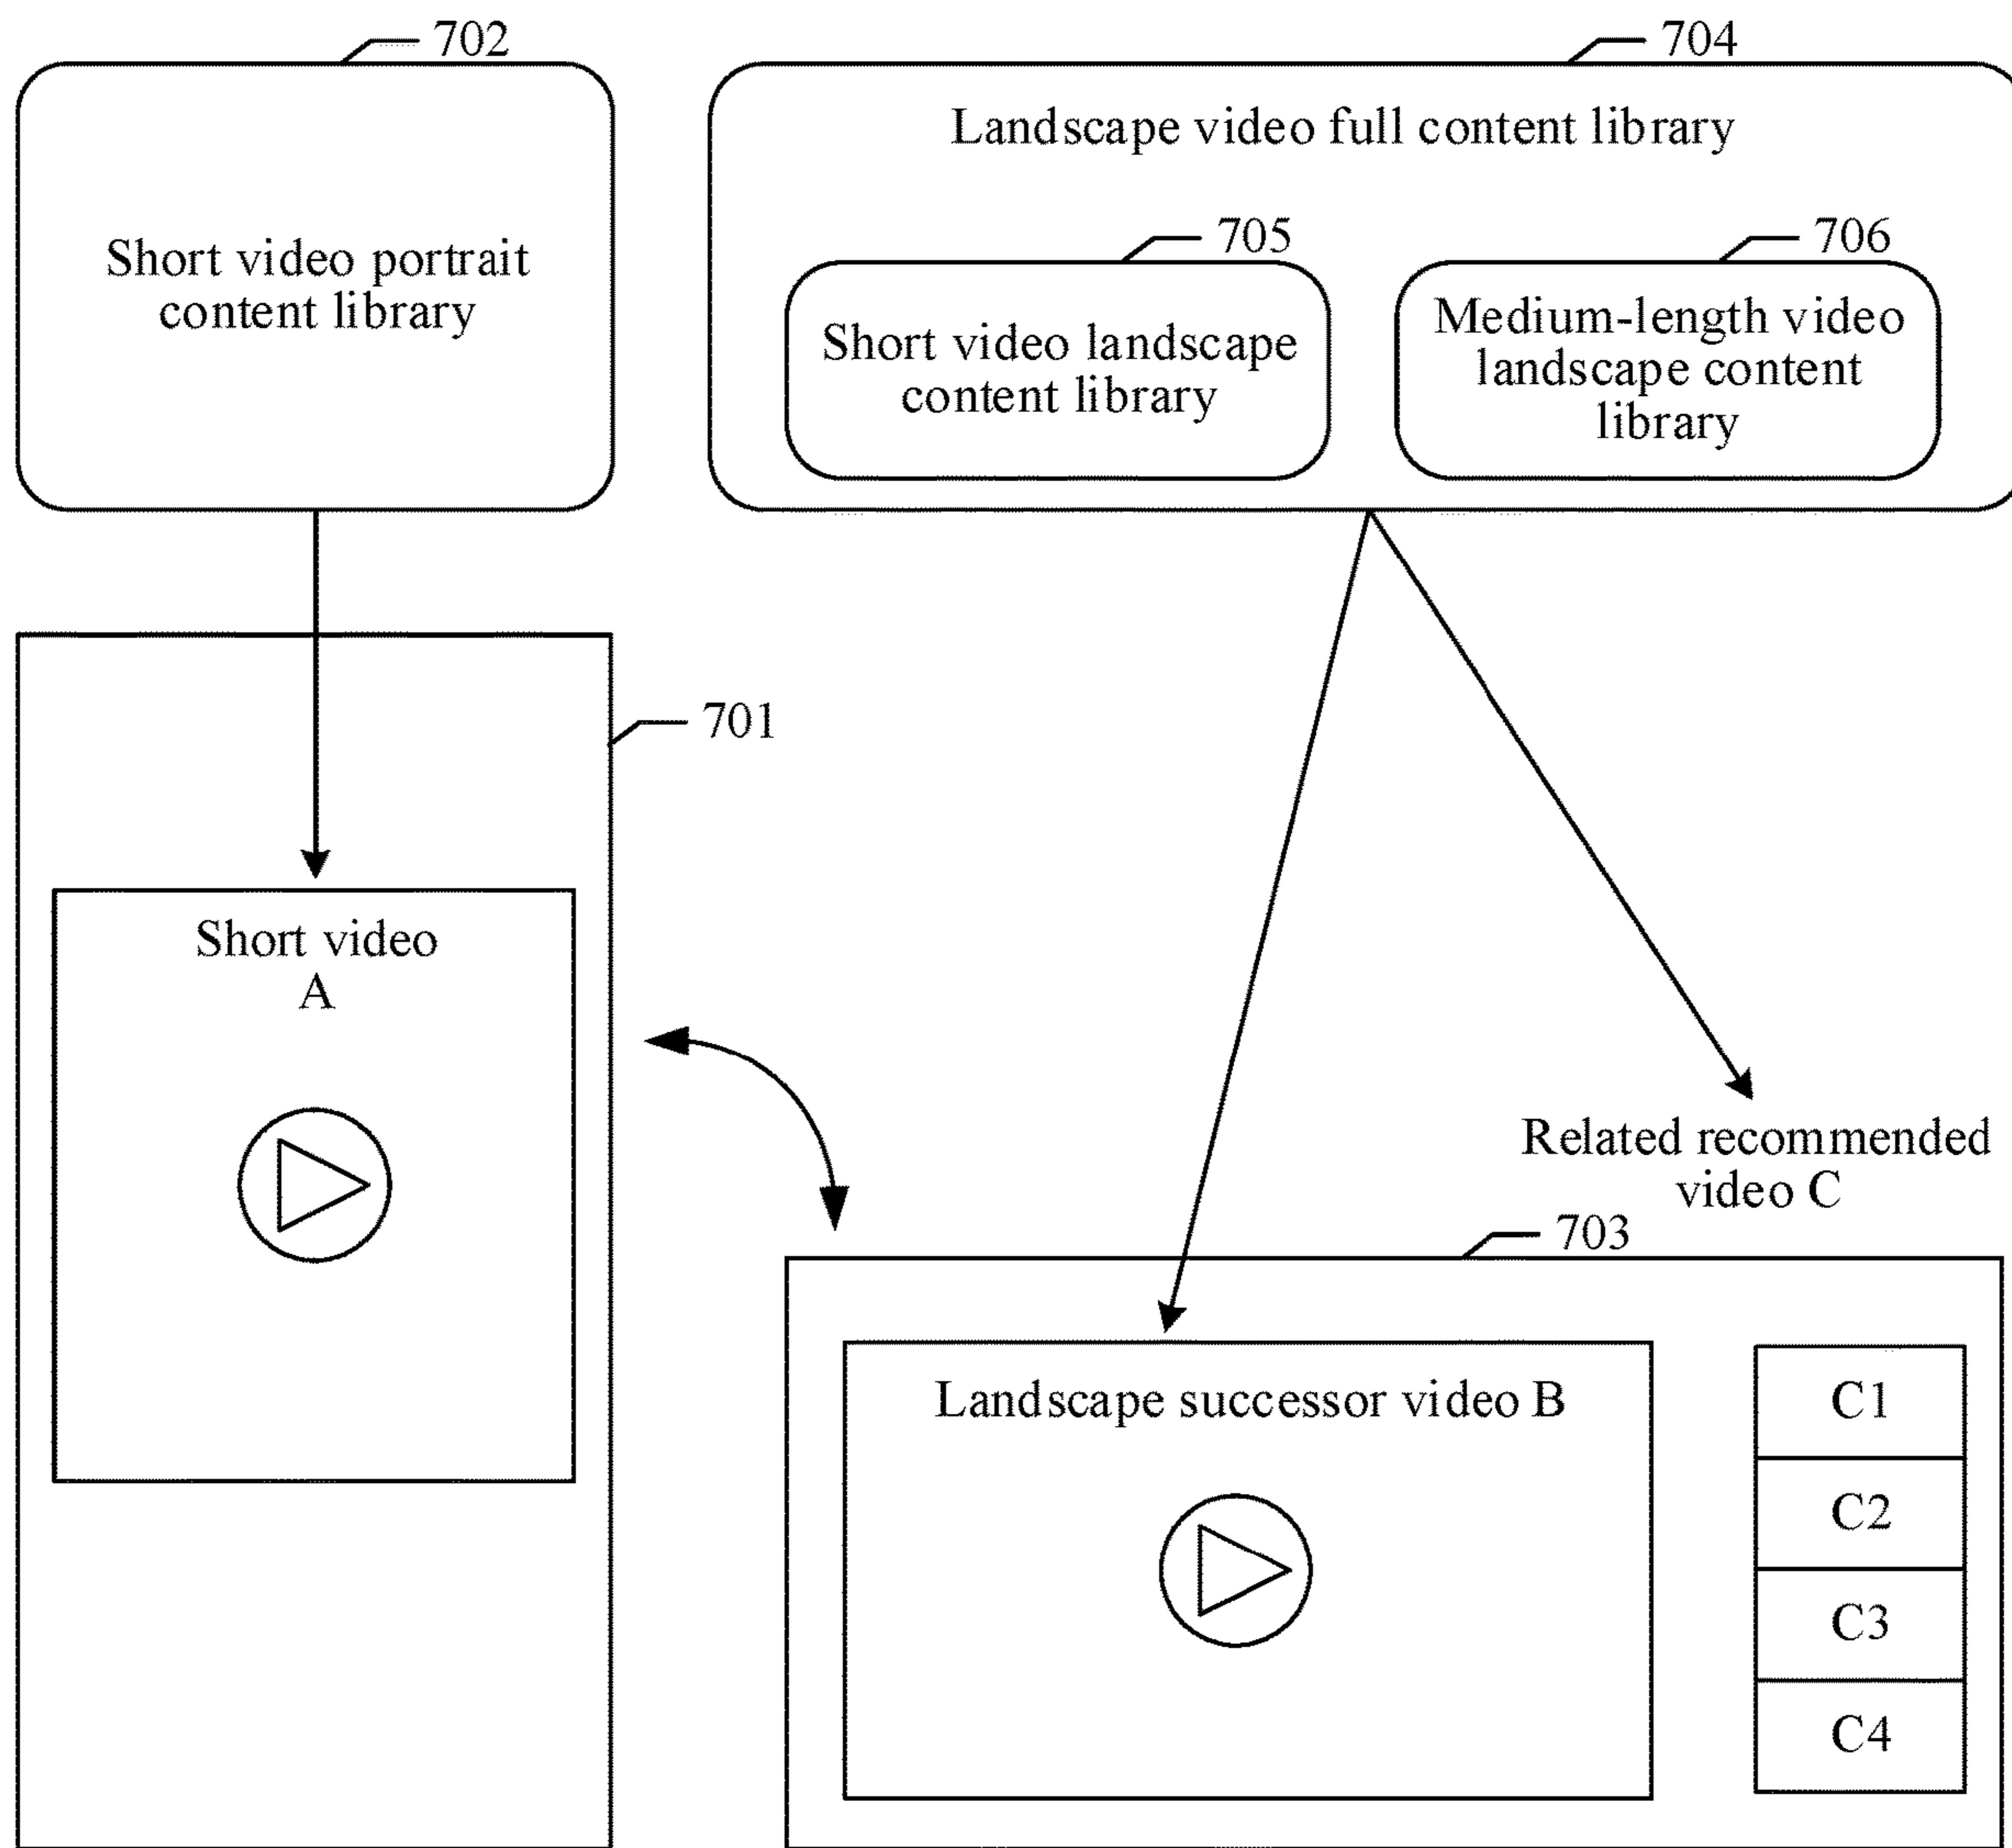 702
704
Short video portrait
content library
Landscape video full content library
705
706
Short video landscape
content library
Medium-length video
landscape content
library
701
Short video
A
Related recommended
video C
703
Landscape successor video B
C1
C2
C3
C4